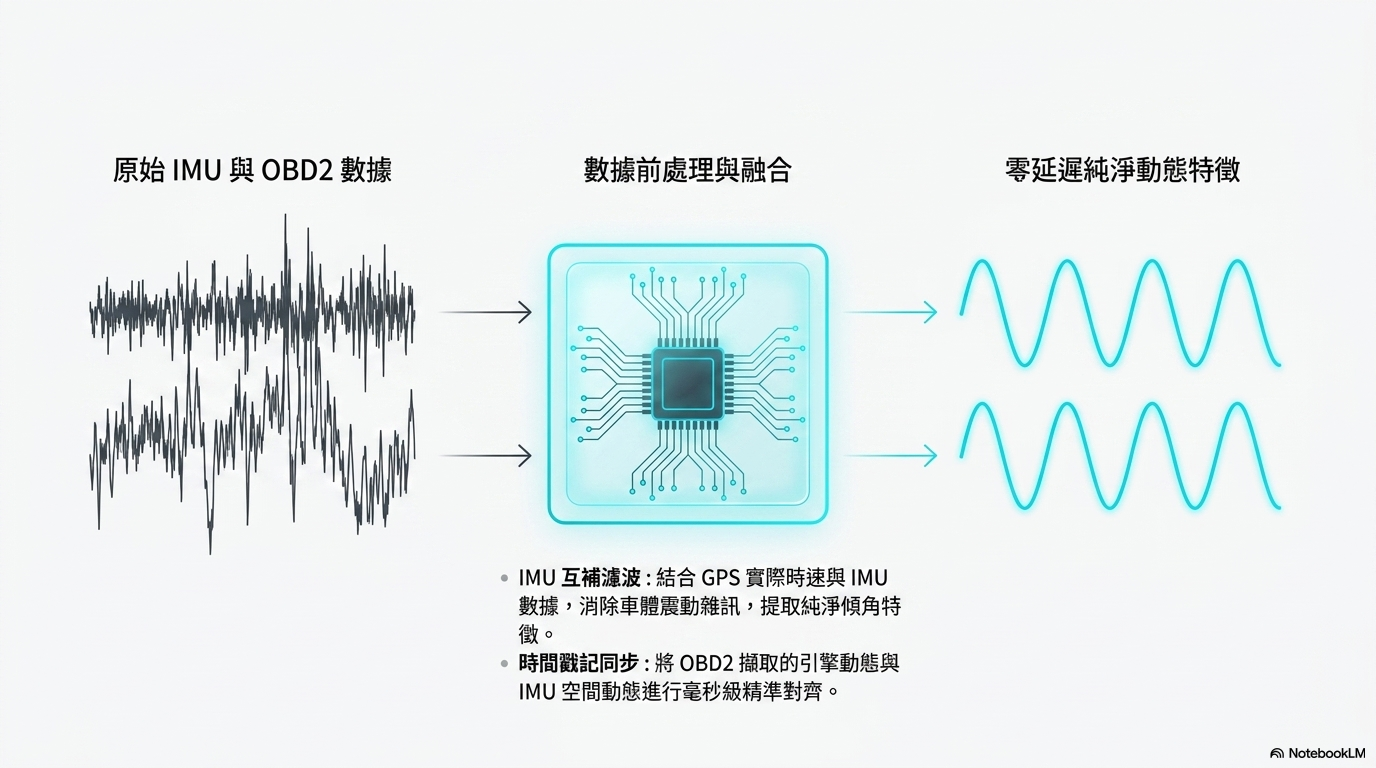 原始 IMU 與 OBD2 數據
數據前處理與融合
零延遲純淨動態特徵
IMU 互補濾波 : 結合 GPS 實際時速與 IMU
數據，消除車體震動雜訊，提取純淨傾角特
徵。
時間戳記同步 : 將 OBD2 擷取的引擎動態與
IMU 空間動態進行毫秒級精準對齊。
NotebookLM